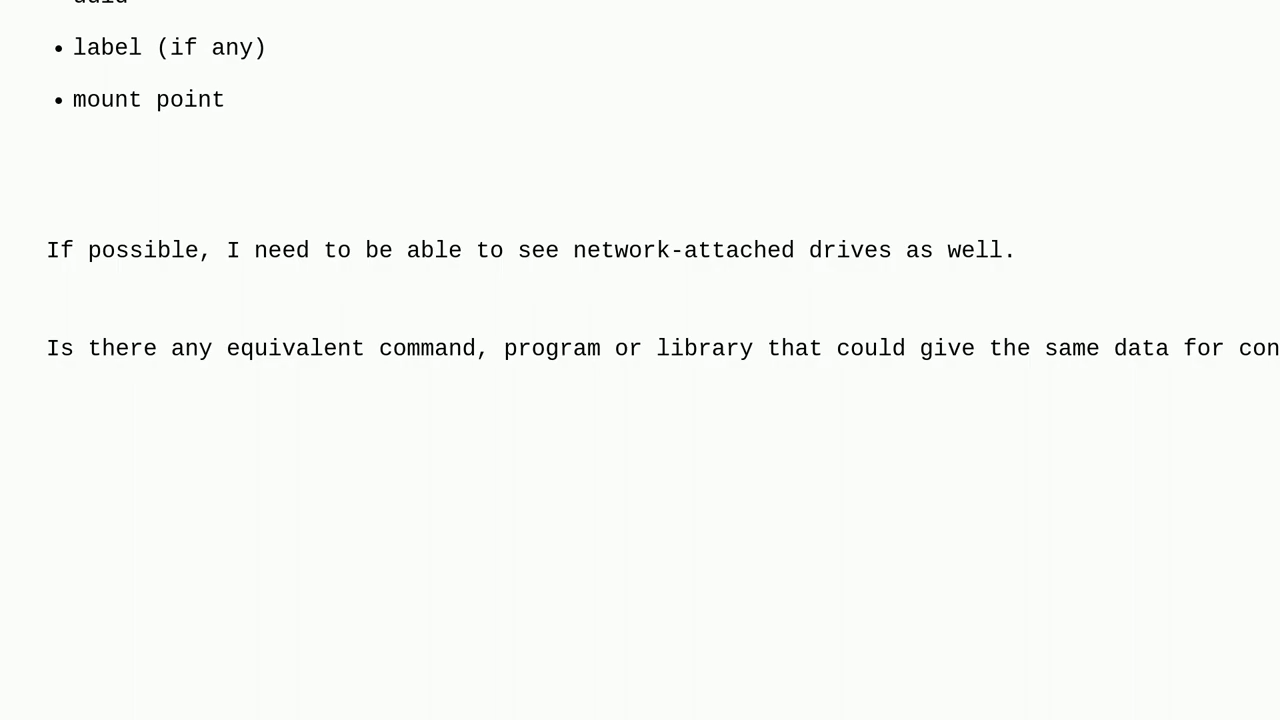 • label (if any)
• mount point
If possible, I need to be able to see network-attached drives as well.
Is there any equivalent command, program or library that could give the same data for con